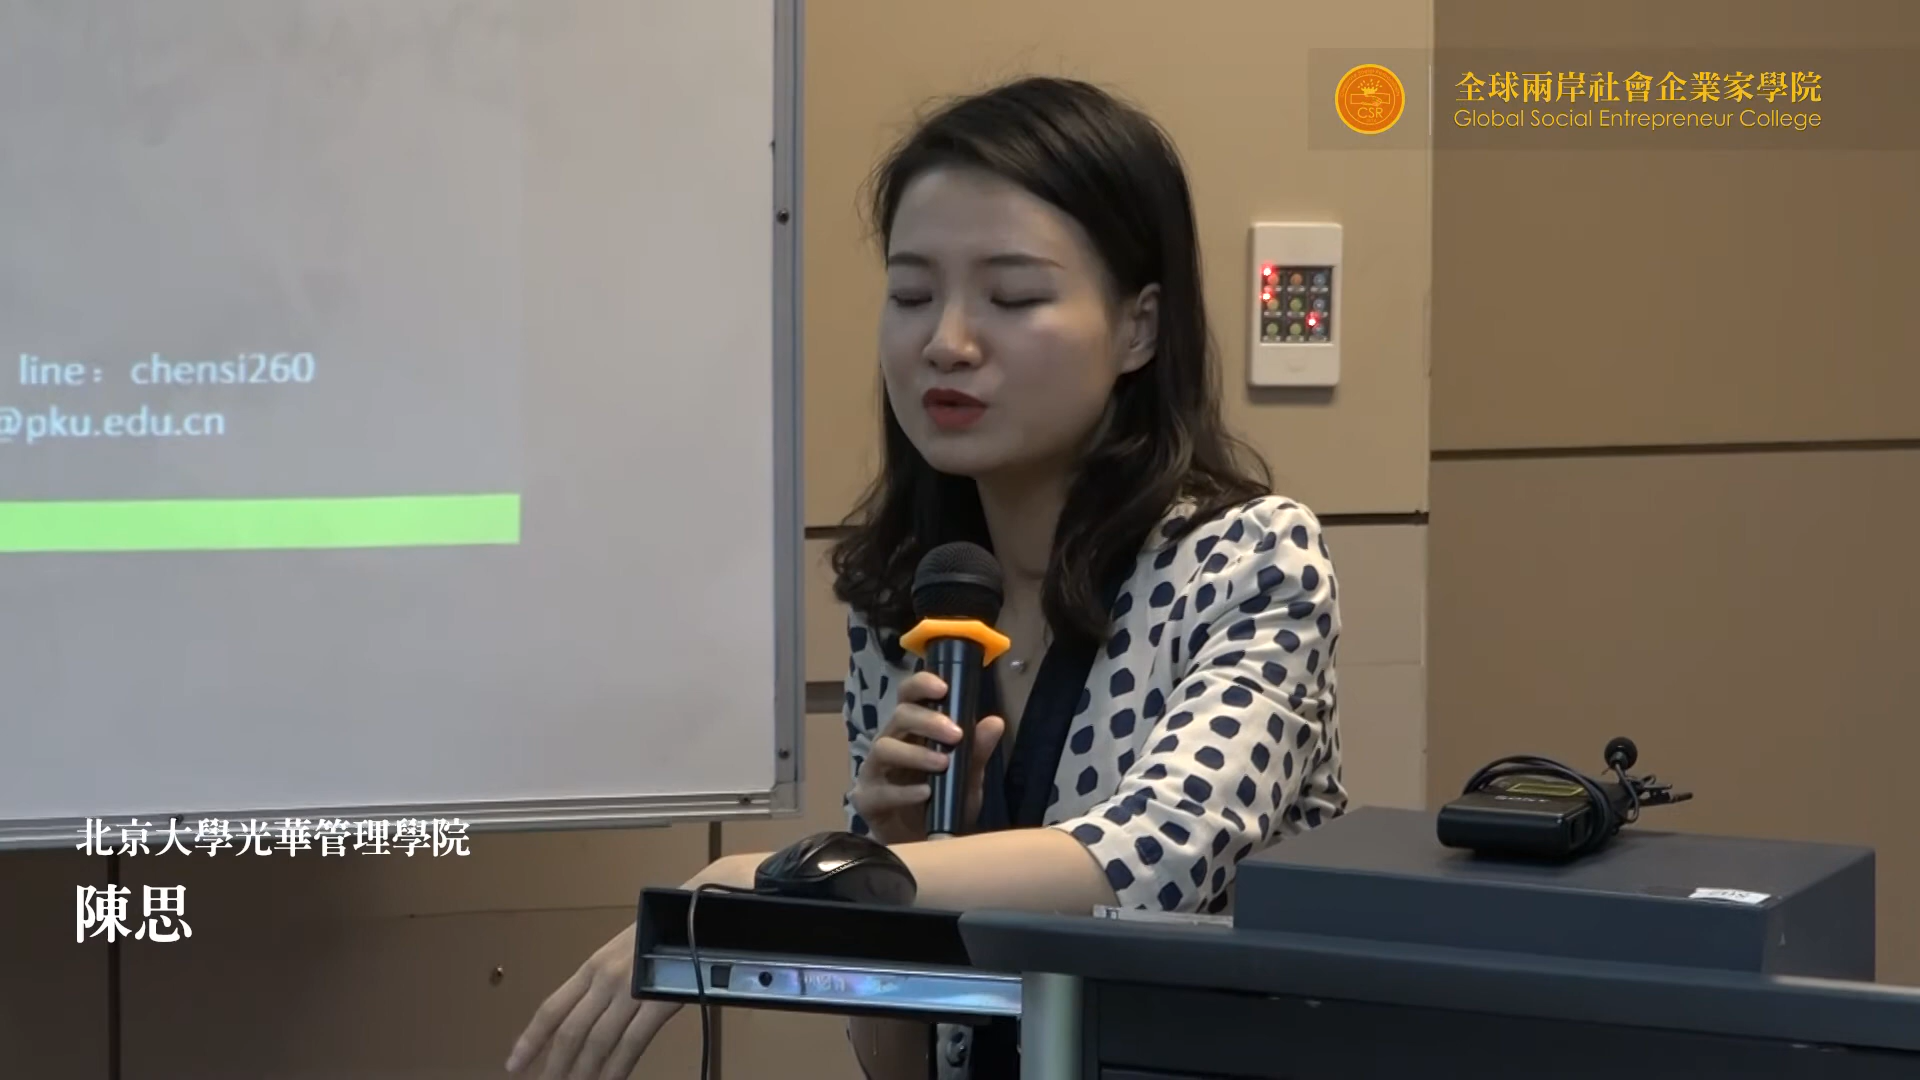 全球兩岸社會企業家學院
Global Social Entrepreneur College
CSR
line：chensi260
@pku.edu.cn
SONY
北京大學光華管理學院
陳思